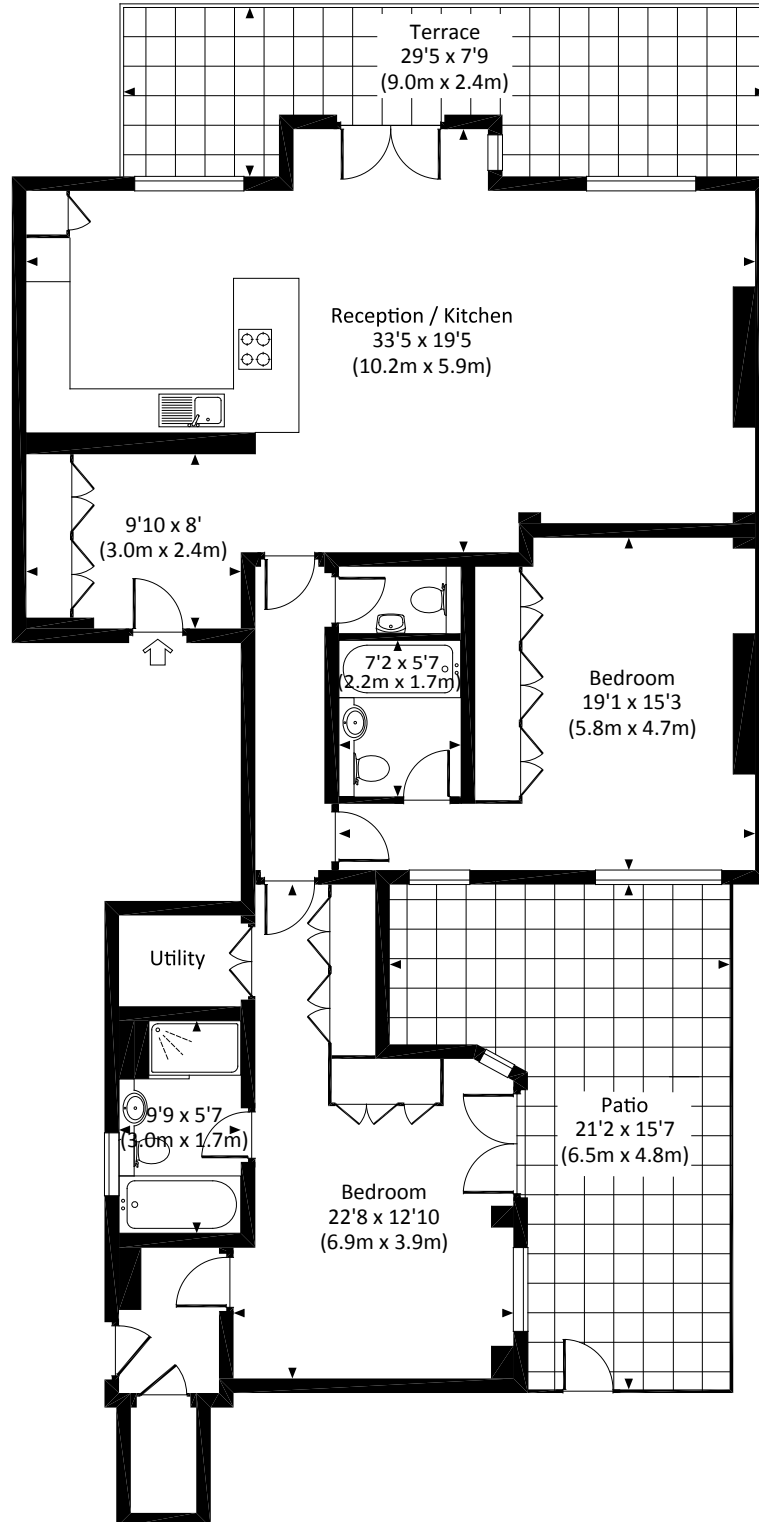 Terrace
29'5 x 7'9
(9.0m x 2.4m)
Reception / Kitchen
33'5 x 19'5
(10.2m x 5.9m)
9'10 x 8'
(3.0m x 2.4m)
7'2 x 5'7
(2.2m x 1.7m)
Bedroom
19'1 x 15'3
(5.8m x 4.7m)
Utility
9'9 x 5'7
(3.0m x 1.7m)
Patio
21'2 x 15'7
(6.5m x 4.8m)
Bedroom
22'8 x 12'10
(6.9m x 3.9m)